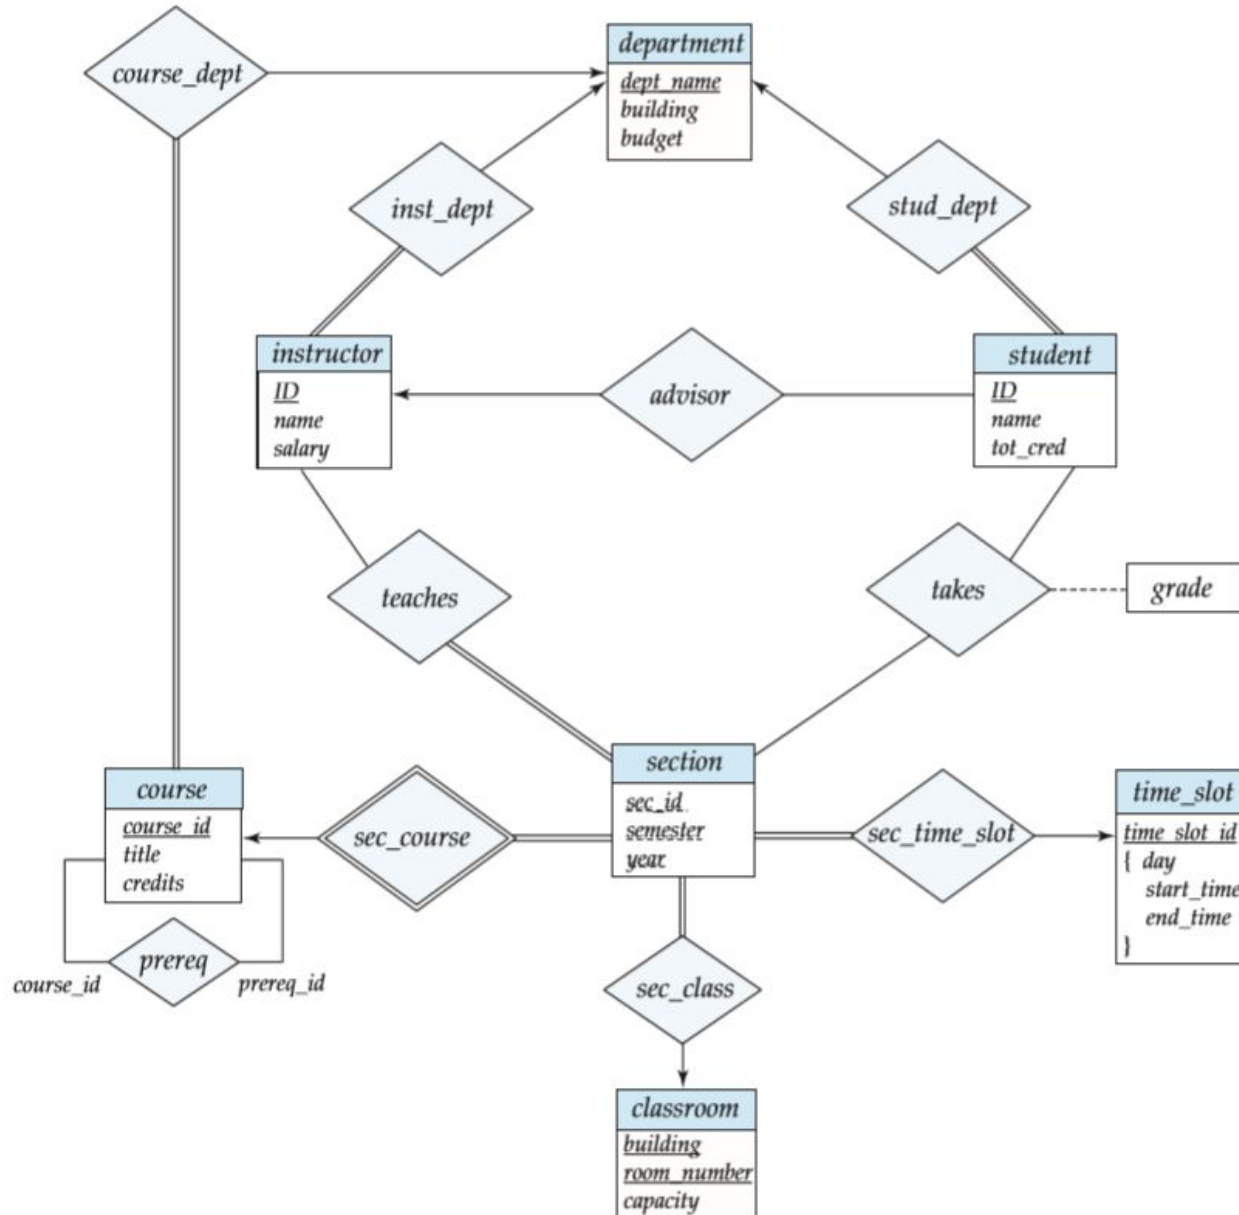 department
dept_name
building
budget
course_dept
inst_dept
stud_dept
instructor
ID
name
salary
advisor
student
ID
name
tot_cred
teaches
takes
grade
course
course_id
title
credits
sec_course
section
sec_id
semester
year
sec_time_slot
time_slot
time_slot_id
{ day
start_time
end_time
}
prereq
course_id
prereq_id
sec_class
classroom
building
room_number
capacity